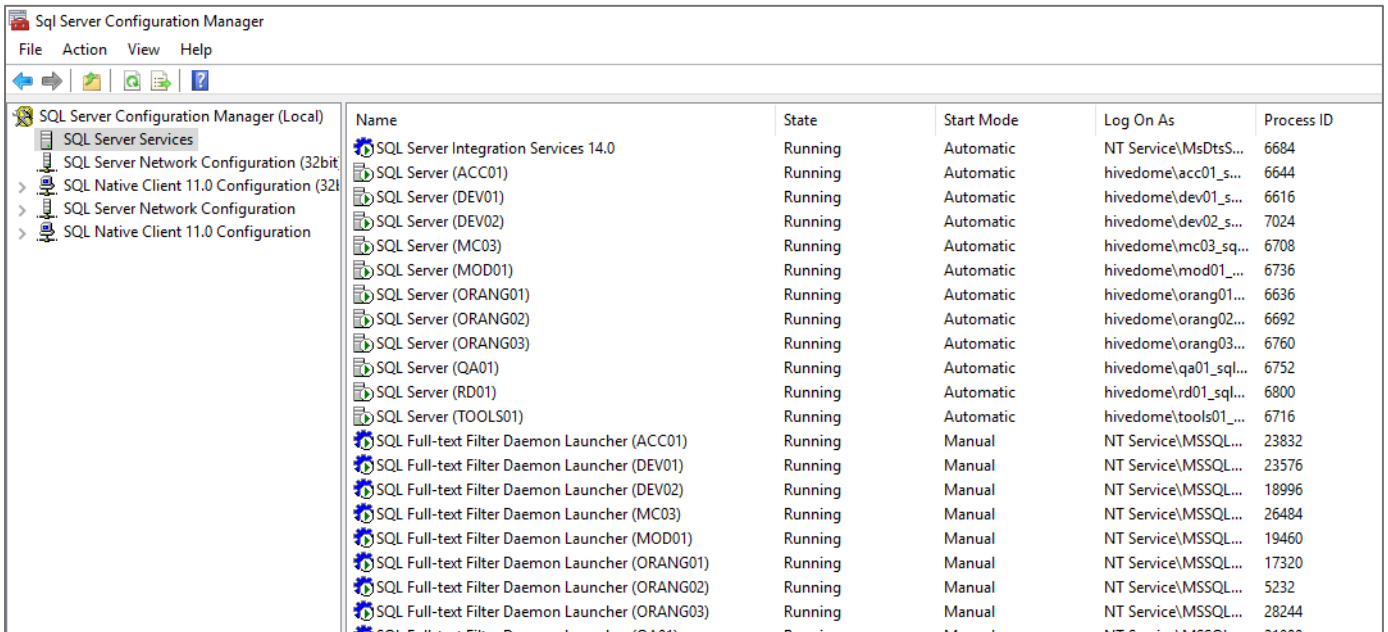 Sql Server Configuration Manager
File Action View Help
SQL Server Configuration Manager (Local)
SQL Server Services
SQL Server Network Configuration (32bit
SQL Native Client 11.0 Configuration (32b
SQL Server Network Configuration
SQL Native Client 11.0 Configuration
Name State Start Mode Log On As Process ID
SQL Server Integration Services 14.0 Running Automatic NT Service\MsDtsS... 6684
SQL Server (ACC01) Running Automatic hivedome\acc01_s... 6644
SQL Server (DEV01) Running Automatic hivedome\dev01_s... 6616
SQL Server (DEV02) Running Automatic hivedome\dev02_s... 7024
SQL Server (MC03) Running Automatic hivedome\mc03_sq... 6708
SQL Server (MOD01) Running Automatic hivedome\mod01_... 6736
SQL Server (ORANG01) Running Automatic hivedome\orang01... 6636
SQL Server (ORANG02) Running Automatic hivedome\orang02... 6692
SQL Server (ORANG03) Running Automatic hivedome\orang03... 6760
SQL Server (QA01) Running Automatic hivedome\qa01_sql... 6752
SQL Server (RD01) Running Automatic hivedome\rd01_sql... 6800
SQL Server (TOOLS01) Running Automatic hivedome\tools01_... 6716
SQL Full-text Filter Daemon Launcher (ACC01) Running Manual NT Service\MSSQL... 23832
SQL Full-text Filter Daemon Launcher (DEV01) Running Manual NT Service\MSSQL... 23576
SQL Full-text Filter Daemon Launcher (DEV02) Running Manual NT Service\MSSQL... 18996
SQL Full-text Filter Daemon Launcher (MC03) Running Manual NT Service\MSSQL... 26484
SQL Full-text Filter Daemon Launcher (MOD01) Running Manual NT Service\MSSQL... 19460
SQL Full-text Filter Daemon Launcher (ORANG01) Running Manual NT Service\MSSQL... 17320
SQL Full-text Filter Daemon Launcher (ORANG02) Running Manual NT Service\MSSQL... 5232
SQL Full-text Filter Daemon Launcher (ORANG03) Running Manual NT Service\MSSQL... 28244